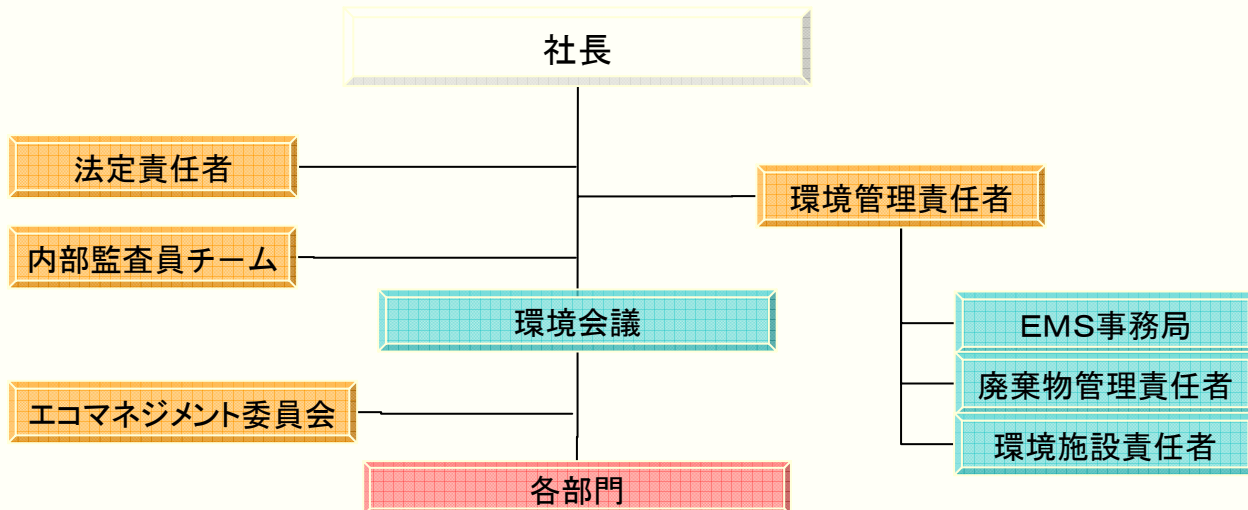 社長
法定責任者
環境管理責任者
内部監査員チーム
環境会議
EMS事務局
廃棄物管理責任者
エコマネジメント委員会
環境施設責任者
各部門